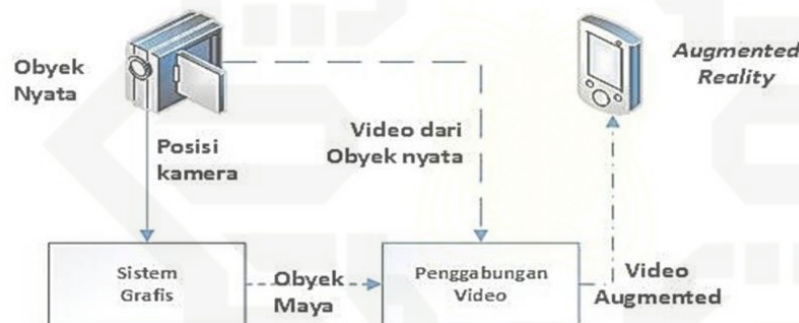 Obyek
Nyata
Augmented
Reality
Posisi
kamera
Video dari
Obyek nyata
Sistem
Grafis
Obyek
Maya
Penggabungan
Video
Video
Augmented